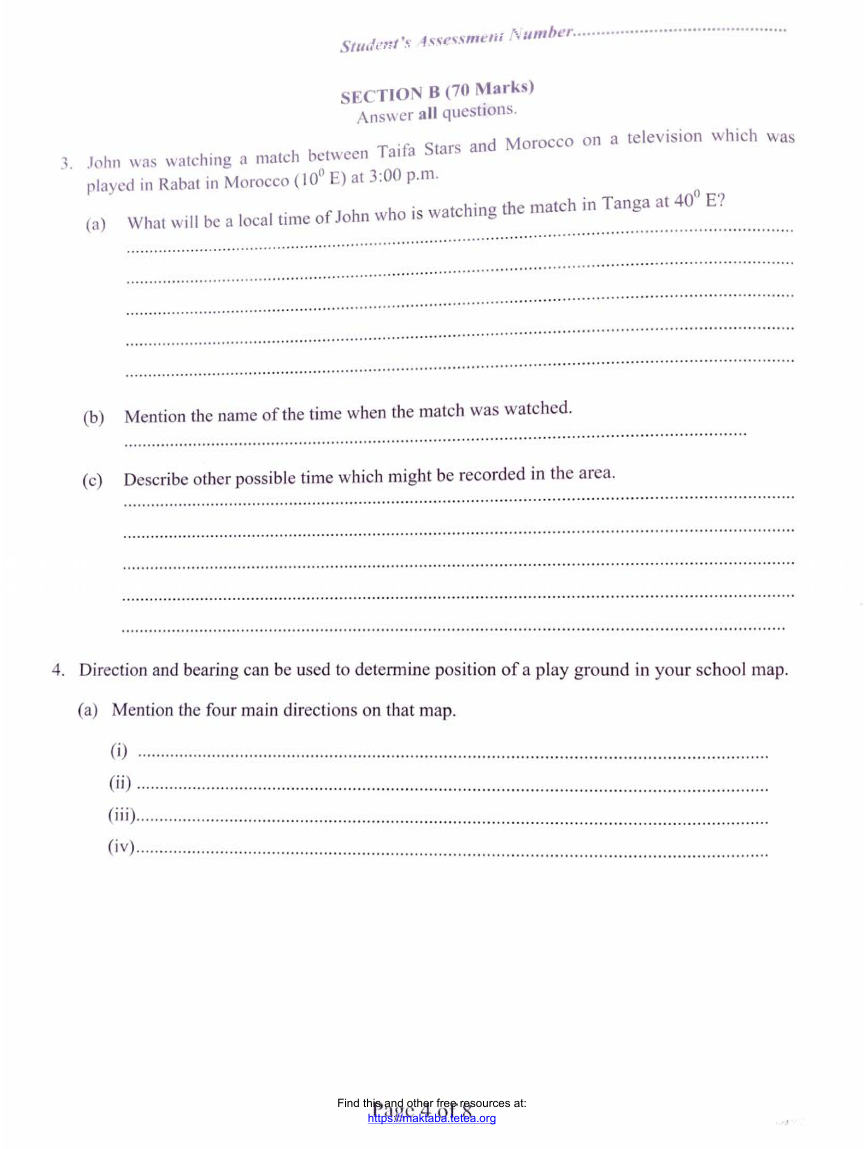 Student's Assessment Number..........................................
SECTION B (70 Marks)
Answer all questions.
3. John was watching a match between Taifa Stars and Morocco on a television which was
played in Rabat in Morocco (10⁰ E) at 3:00 p.m.
(a) What will be a local time of John who is watching the match in Tanga at 40⁰ E?
(b) Mention the name of the time when the match was watched.
(c) Describe other possible time which might be recorded in the area.
4. Direction and bearing can be used to determine position of a play ground in your school map.
(a) Mention the four main directions on that map.
(i)
(ii)
(iii)
(iv)
Find this and other free resources at:
Page 4 of 8
https://maktaba.tetea.org